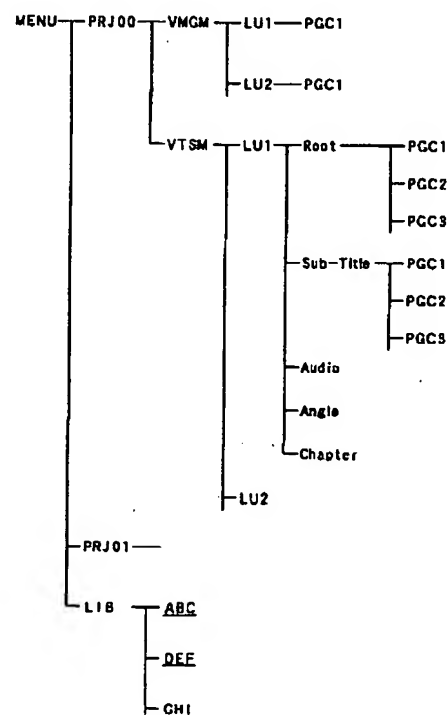 MENU PRJ00 VMGM LU1 PGC1
LU2 PGC1
VTSM LU1 Root PGC1
PGC2
PGC3
Sub-Title PGC1
PGC2
PGC3
Audio
Angle
Chapter
LU2
PRJ01
LIB ABC
DEF
GHI